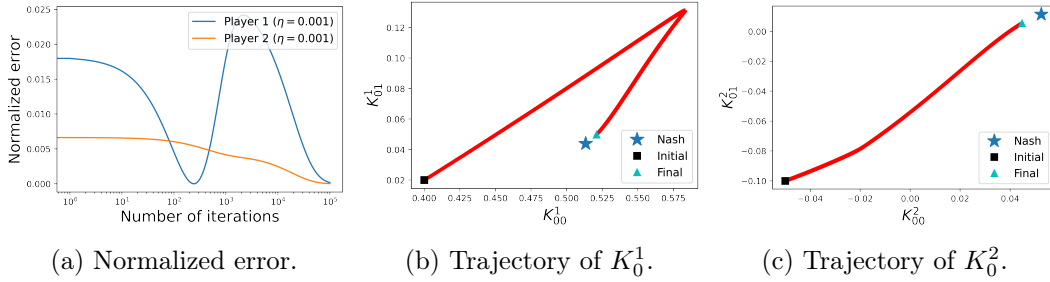 0.025
0.020
0.015
0.010
0.005
0.000
Normalized error
Player 1 (η = 0.001)
Player 2 (η = 0.001)
10⁰ 10¹ 10² 10³ 10⁴ 10⁵
Number of iterations
(a) Normalized error.
0.12
0.10
0.08
0.06
0.04
0.02
K¹₀₁
Nash
Initial
Final
0.400 0.425 0.450 0.475 0.500 0.525 0.550 0.575
K¹₀₀
(b) Trajectory of K¹₀.
0.00
−0.02
−0.04
−0.06
−0.08
−0.10
K²₀₁
Nash
Initial
Final
−0.04 −0.02 0.00 0.02 0.04
K²₀₀
(c) Trajectory of K²₀.